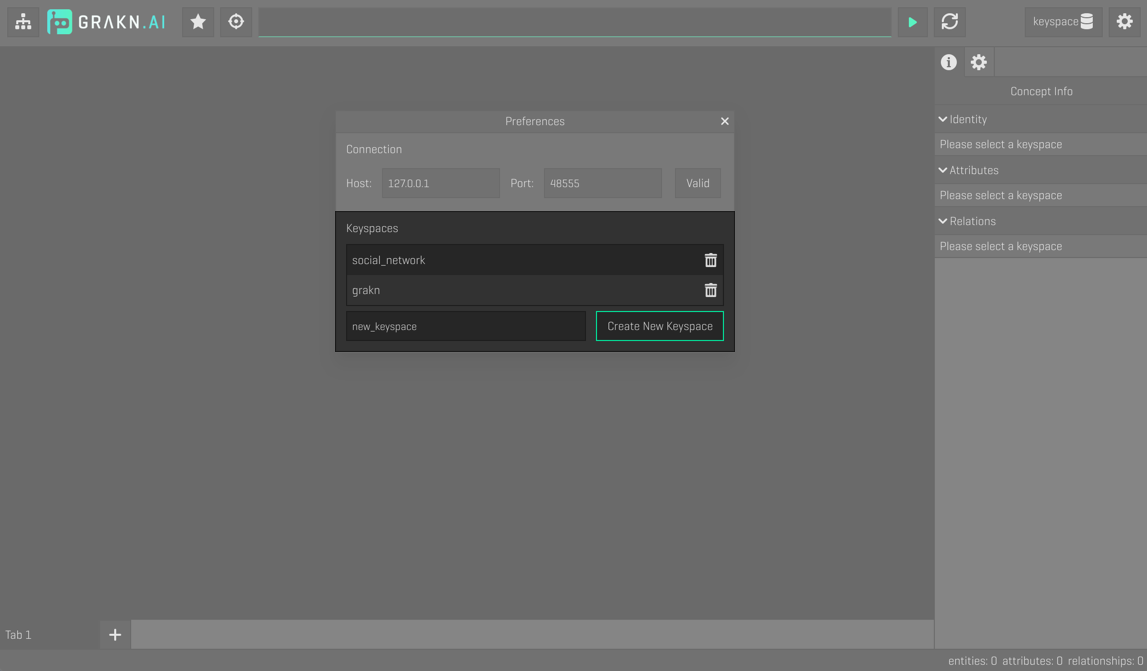 GRAKN.AI
keyspace
Preferences
Connection
Host: 127.0.0.1 Port: 48555 Valid
Keyspaces
social_network
grakn
new_keyspace Create New Keyspace
Concept Info
Identity
Please select a keyspace
Attributes
Please select a keyspace
Relations
Please select a keyspace
Tab 1
entities: 0 attributes: 0 relationships: 0